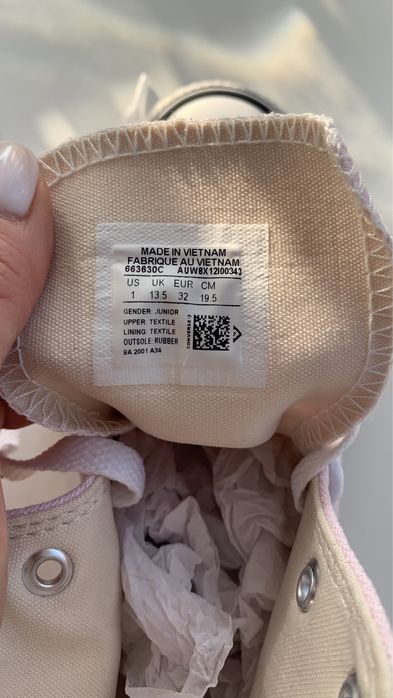 MADE IN VIETNAM
FABRIQUE AU VIETNAM
663630C AUW8X12I00343
US UK EUR CM
1 13.5 32 19.5
GENDER: JUNIOR
UPPER: TEXTILE
LINING: TEXTILE
OUTSOLE: RUBBER
9A 2001 A34